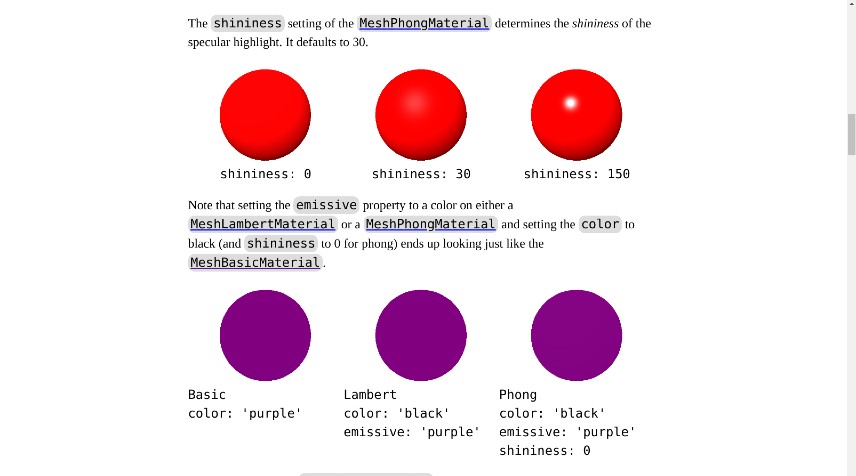 The shininess setting of the MeshPhongMaterial determines the shininess of the
specular highlight. It defaults to 30.
shininess: 0
shininess: 30
shininess: 150
Note that setting the emissive property to a color on either a
MeshLambertMaterial or a MeshPhongMaterial and setting the color to
black (and shininess to 0 for phong) ends up looking just like the
MeshBasicMaterial.
Basic
color: 'purple'
Lambert
color: 'black'
emissive: 'purple'
Phong
color: 'black'
emissive: 'purple'
shininess: 0